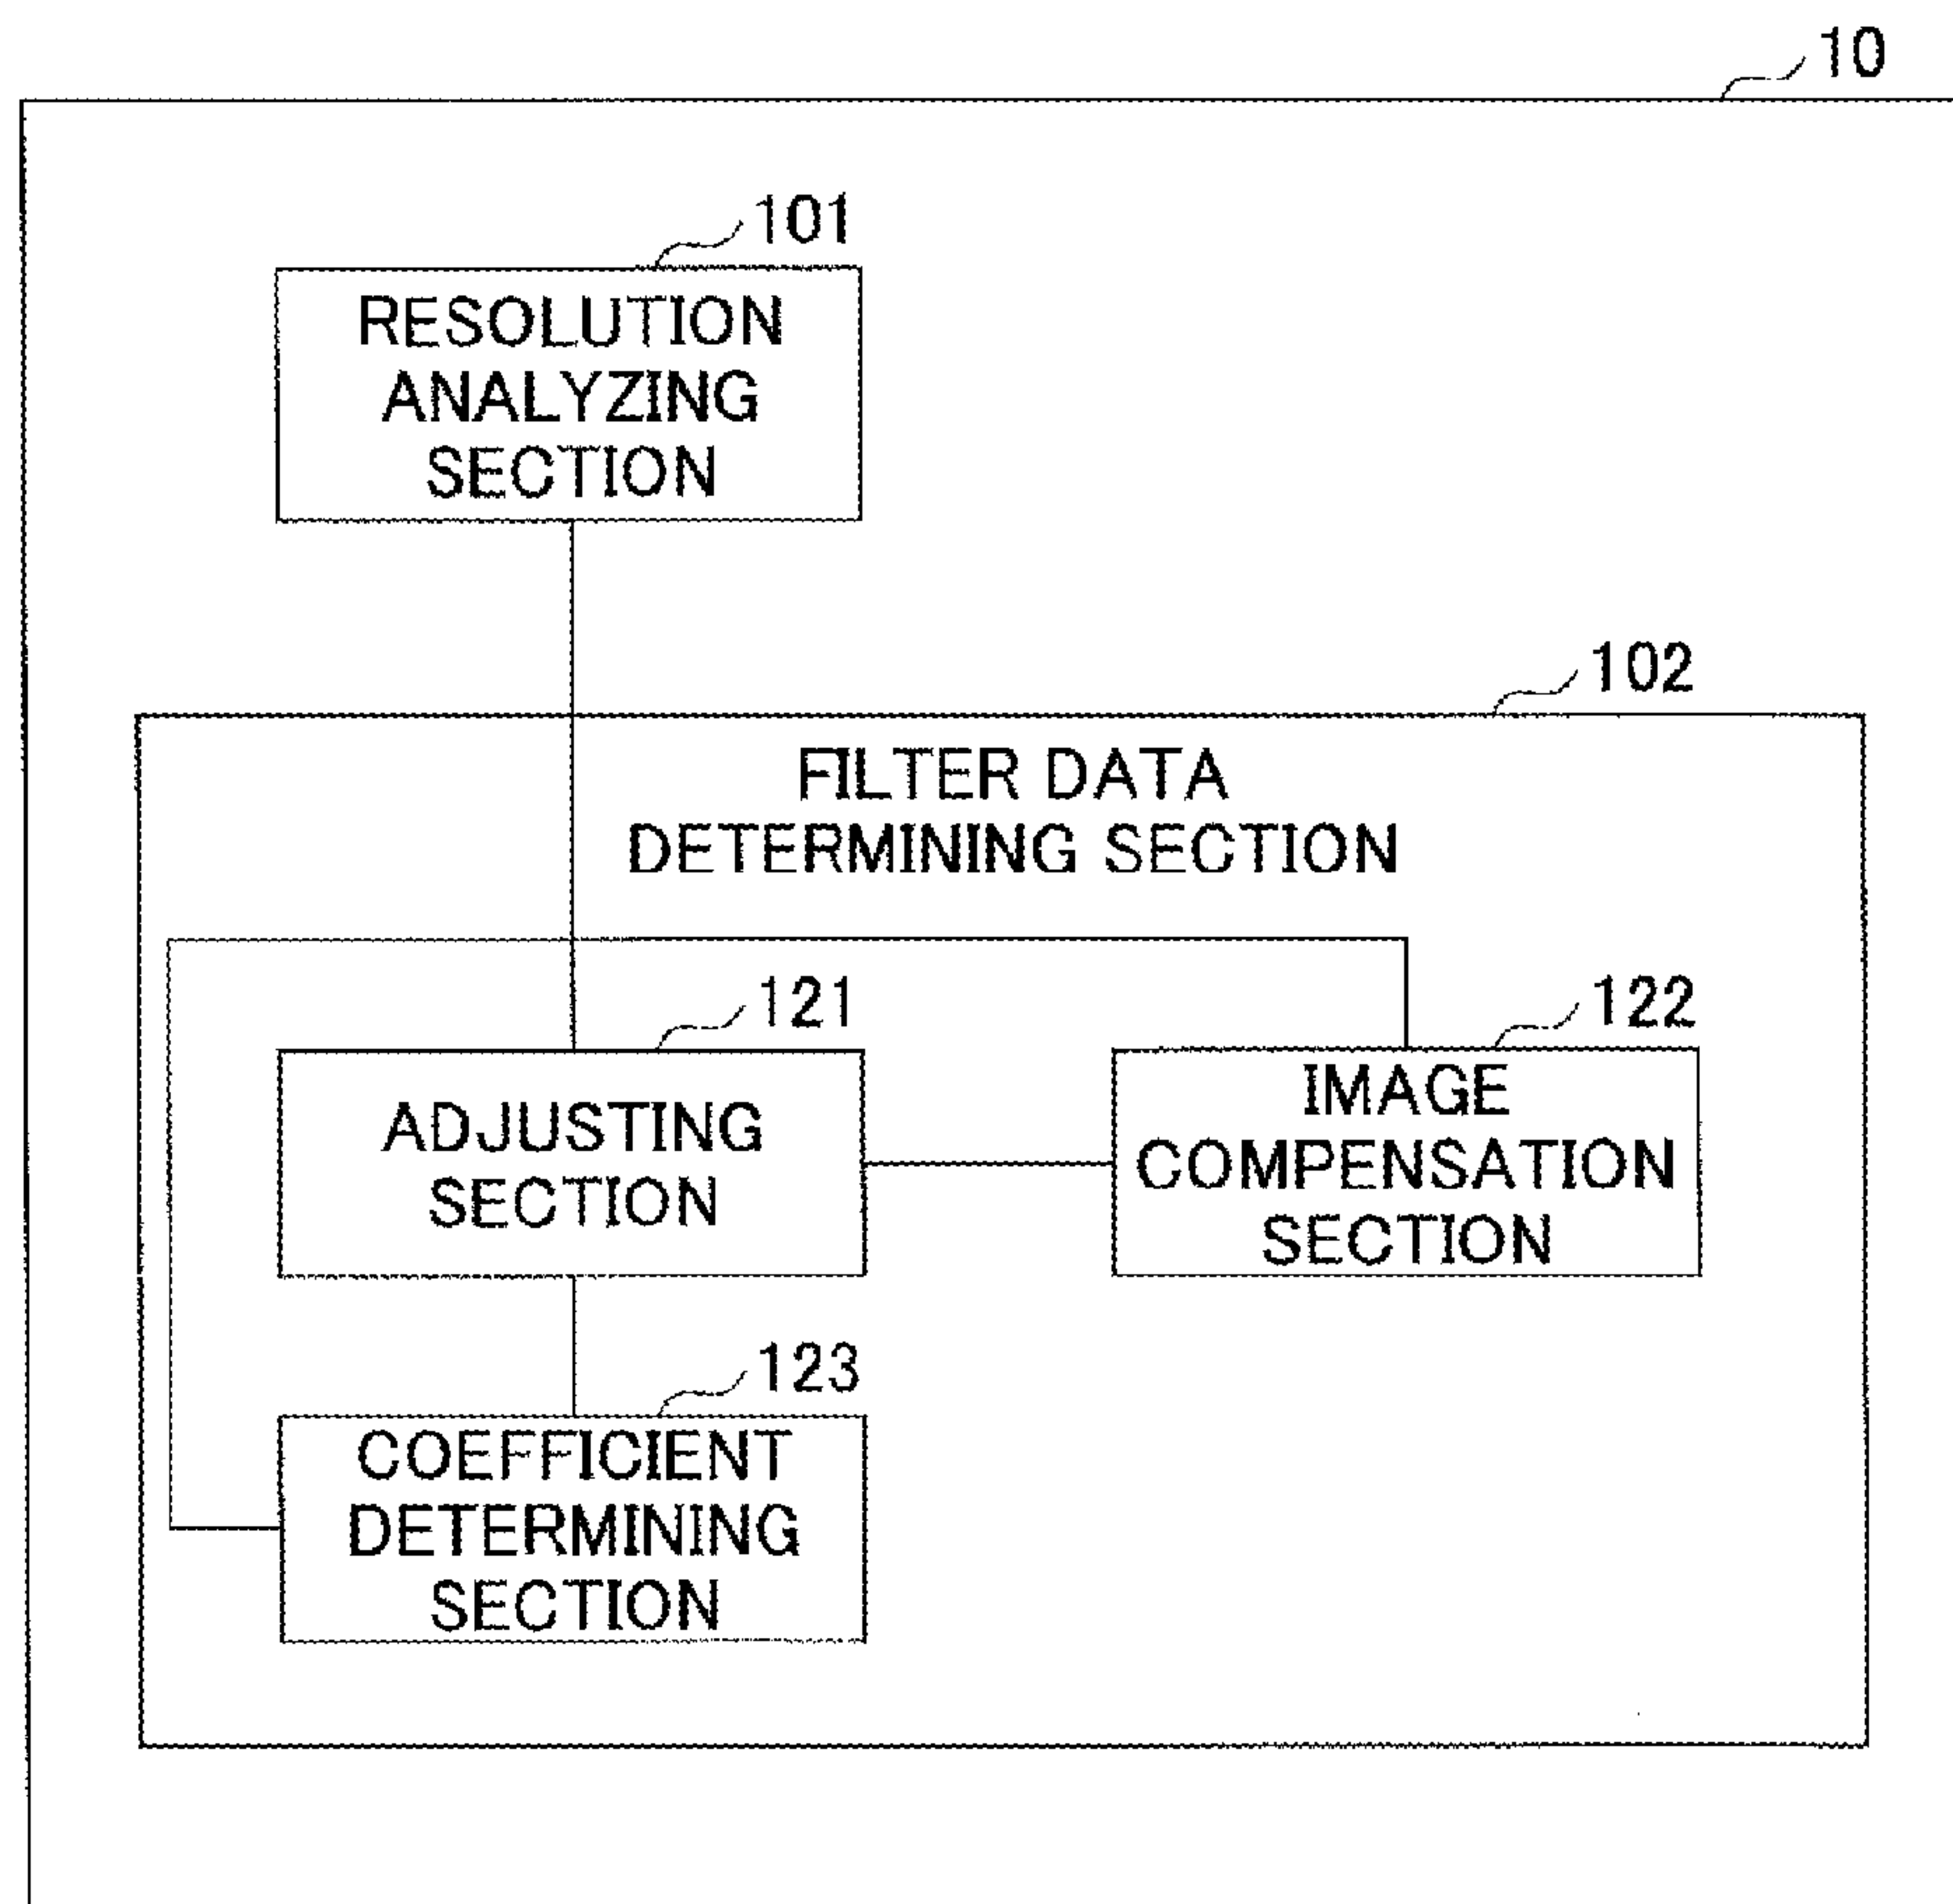 10
101
RESOLUTION
ANALYZING
SECTION
102
FILTER DATA
DETERMINING SECTION
121
122
ADJUSTING
SECTION
IMAGE
COMPENSATION
SECTION
123
COEFFICIENT
DETERMINING
SECTION